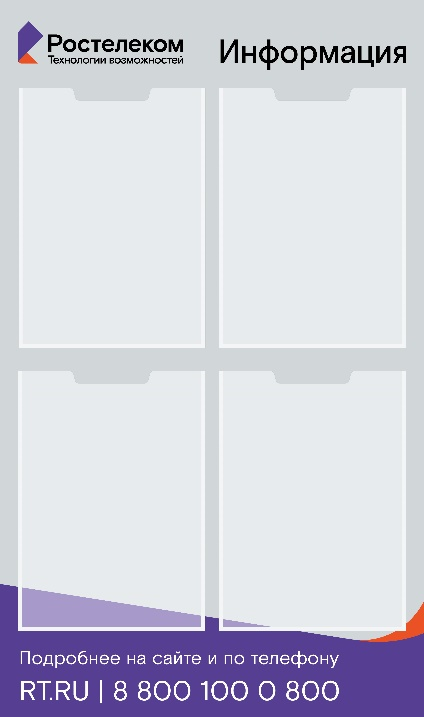 Ростелеком
Технологии возможностей
Информация
Подробнее на сайте и по телефону
RT.RU | 8 800 100 0 800